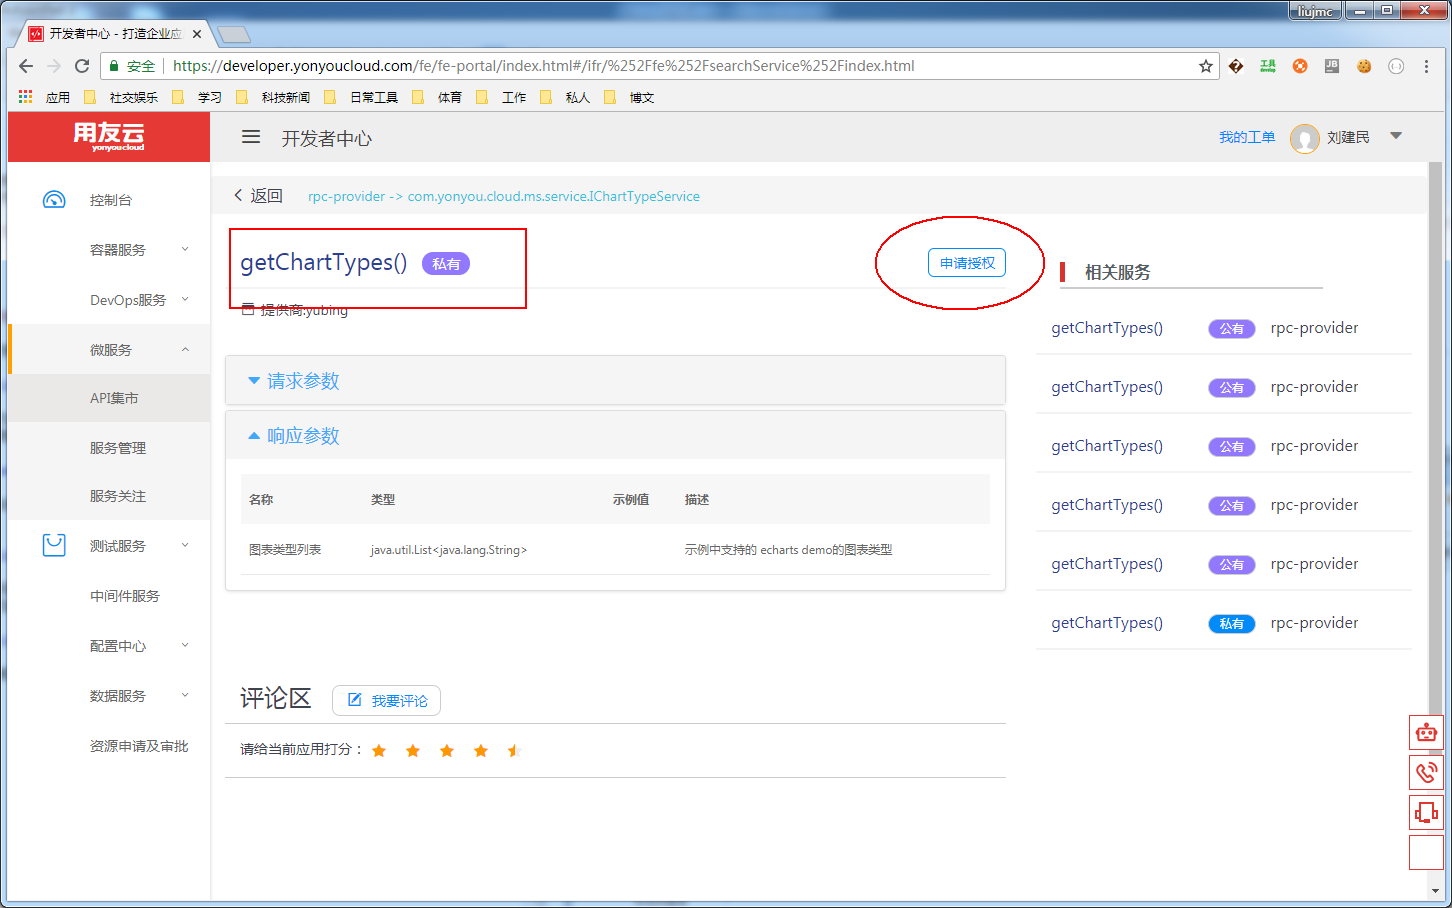 liujmc
开发者中心 - 打造企业应
安全 https://developer.yonyoucloud.com/fe/fe-portal/index.html#/ifr/%252Ffe%252FsearchService%252Findex.html
工具
JB
应用 社交娱乐 学习 科技新闻 日常工具 体育 工作 私人 博文
用友云
yonyoucloud
开发者中心
我的工单 刘建民
控制台
容器服务
DevOps服务
微服务
API集市
服务管理
服务关注
测试服务
中间件服务
配置中心
数据服务
资源申请及审批
返回 rpc-provider -> com.yonyou.cloud.ms.service.IChartTypeService
getChartTypes() 私有
申请授权
提供商:yubing
请求参数
响应参数
名称 类型 示例值 描述
图表类型列表 java.util.List<java.lang.String> 示例中支持的 echarts demo的图表类型
评论区 我要评论
请给当前应用打分：
相关服务
getChartTypes() 公有 rpc-provider
getChartTypes() 公有 rpc-provider
getChartTypes() 公有 rpc-provider
getChartTypes() 公有 rpc-provider
getChartTypes() 公有 rpc-provider
getChartTypes() 私有 rpc-provider